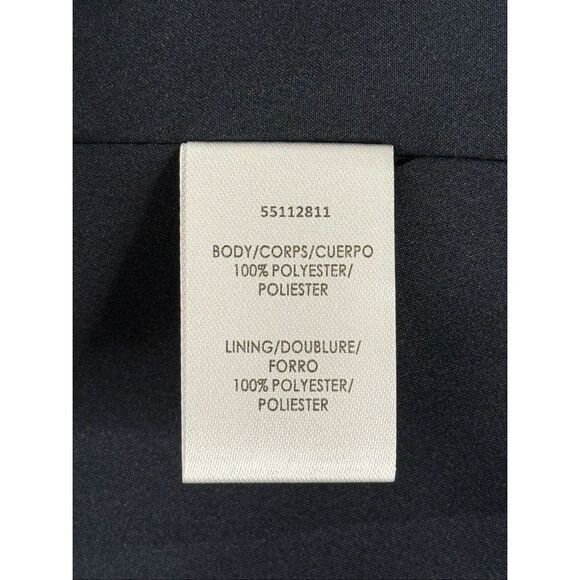 55112811
BODY/CORPS/CUERPO
100% POLYESTER/
POLIESTER
LINING/DOUBLURE/
FORRO
100% POLYESTER/
POLIESTER